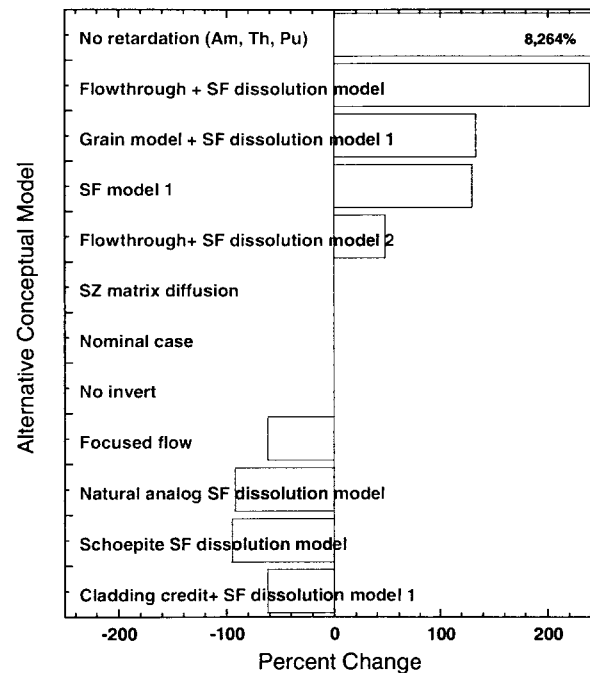 No retardation (Am, Th, Pu)
8,264%
Flowthrough + SF dissolution model
Grain model + SF dissolution model 1
SF model 1
Flowthrough+ SF dissolution model 2
SZ matrix diffusion
Nominal case
No invert
Focused flow
Natural analog SF dissolution model
Schoepite SF dissolution model
Cladding credit+ SF dissolution model 1
Alternative Conceptual Model
-200 -100 0 100 200
Percent Change